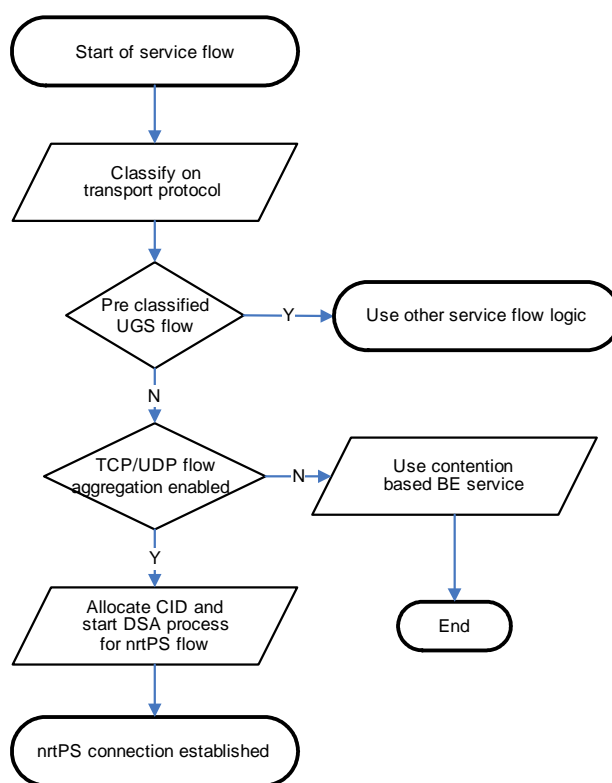 Start of service flow
Classify on
transport protocol
Pre classified
UGS flow
Y
Use other service flow logic
N
TCP/UDP flow
aggregation enabled
N
Use contention
based BE service
Y
Allocate CID and
start DSA process
for nrtPS flow
End
nrtPS connection established